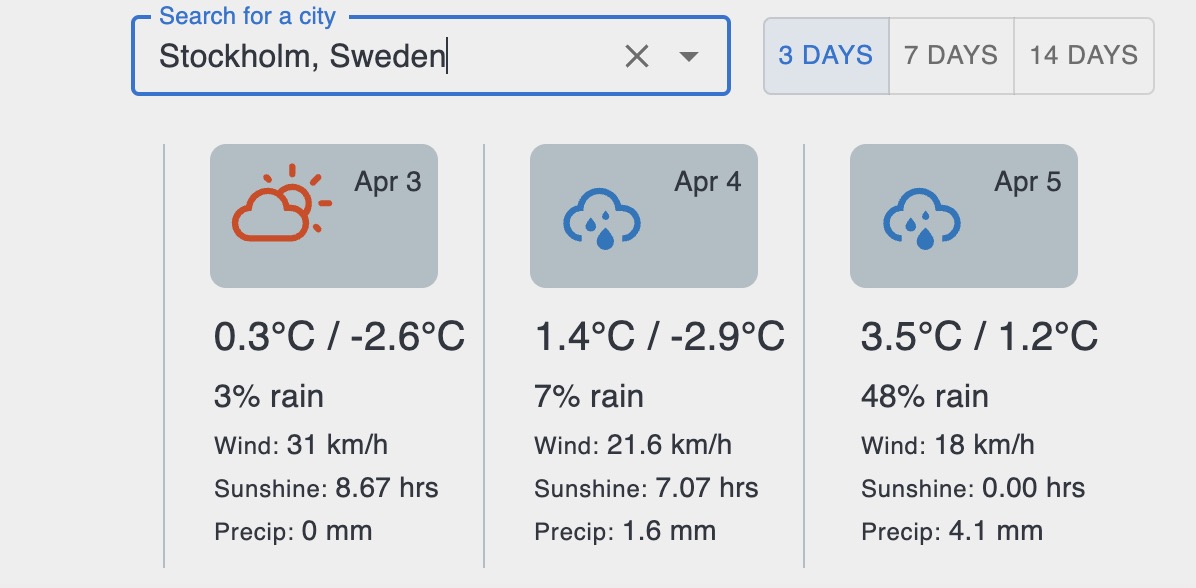 Search for a city
Stockholm, Sweden
3 DAYS
7 DAYS
14 DAYS
Apr 3
0.3°C / -2.6°C
3% rain
Wind: 31 km/h
Sunshine: 8.67 hrs
Precip: 0 mm
Apr 4
1.4°C / -2.9°C
7% rain
Wind: 21.6 km/h
Sunshine: 7.07 hrs
Precip: 1.6 mm
Apr 5
3.5°C / 1.2°C
48% rain
Wind: 18 km/h
Sunshine: 0.00 hrs
Precip: 4.1 mm